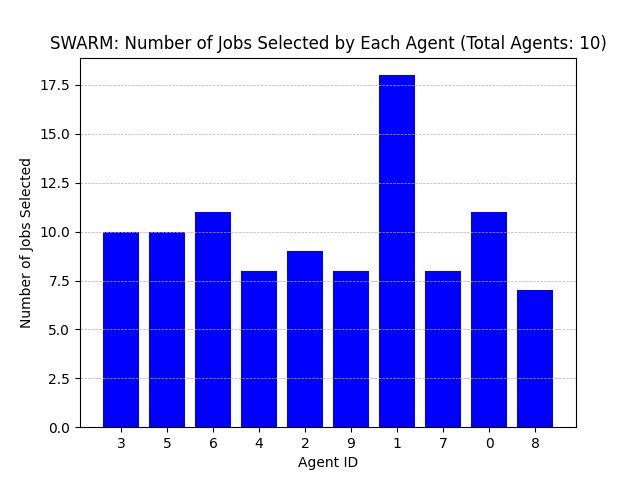 SWARM: Number of Jobs Selected by Each Agent (Total Agents: 10)
17.5
15.0
12.5
10.0
7.5
5.0
2.5
0.0
Number of Jobs Selected
3 5 6 4 2 9 1 7 0 8
Agent ID